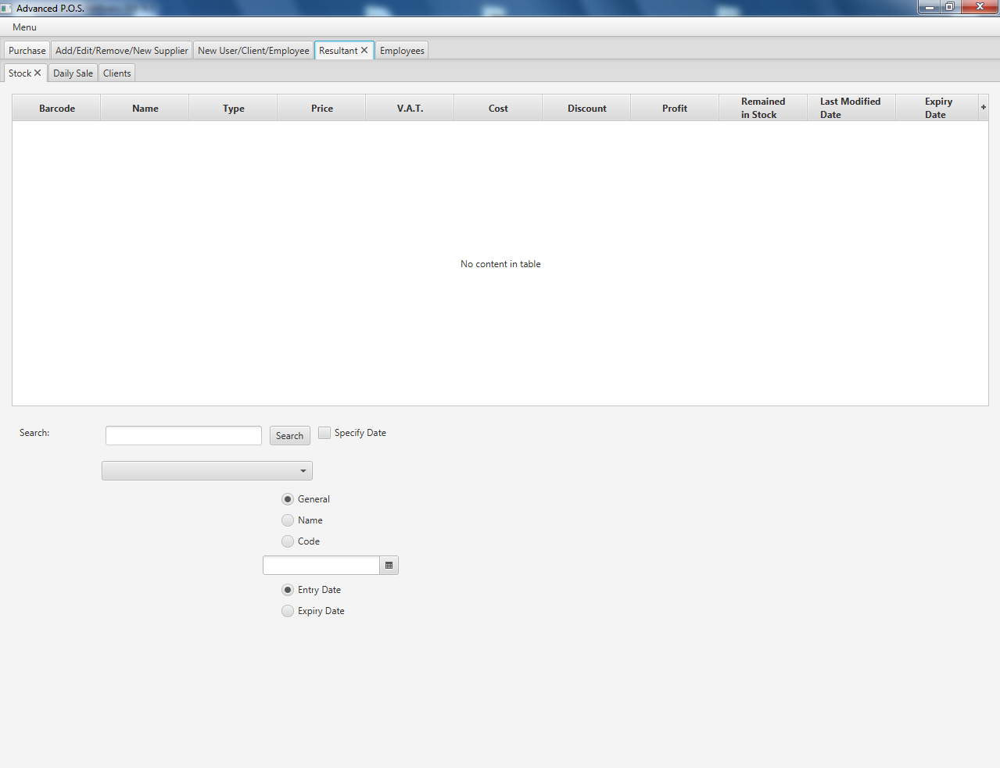 Advanced P.O.S.
Menu
Purchase Add/Edit/Remove/New Supplier New User/Client/Employee Resultant Employees
Stock Daily Sale Clients
Barcode Name Type Price V.A.T. Cost Discount Profit Remained in Stock Last Modified Date Expiry Date +
No content in table
Search: Search Specify Date
General
Name
Code
Entry Date
Expiry Date